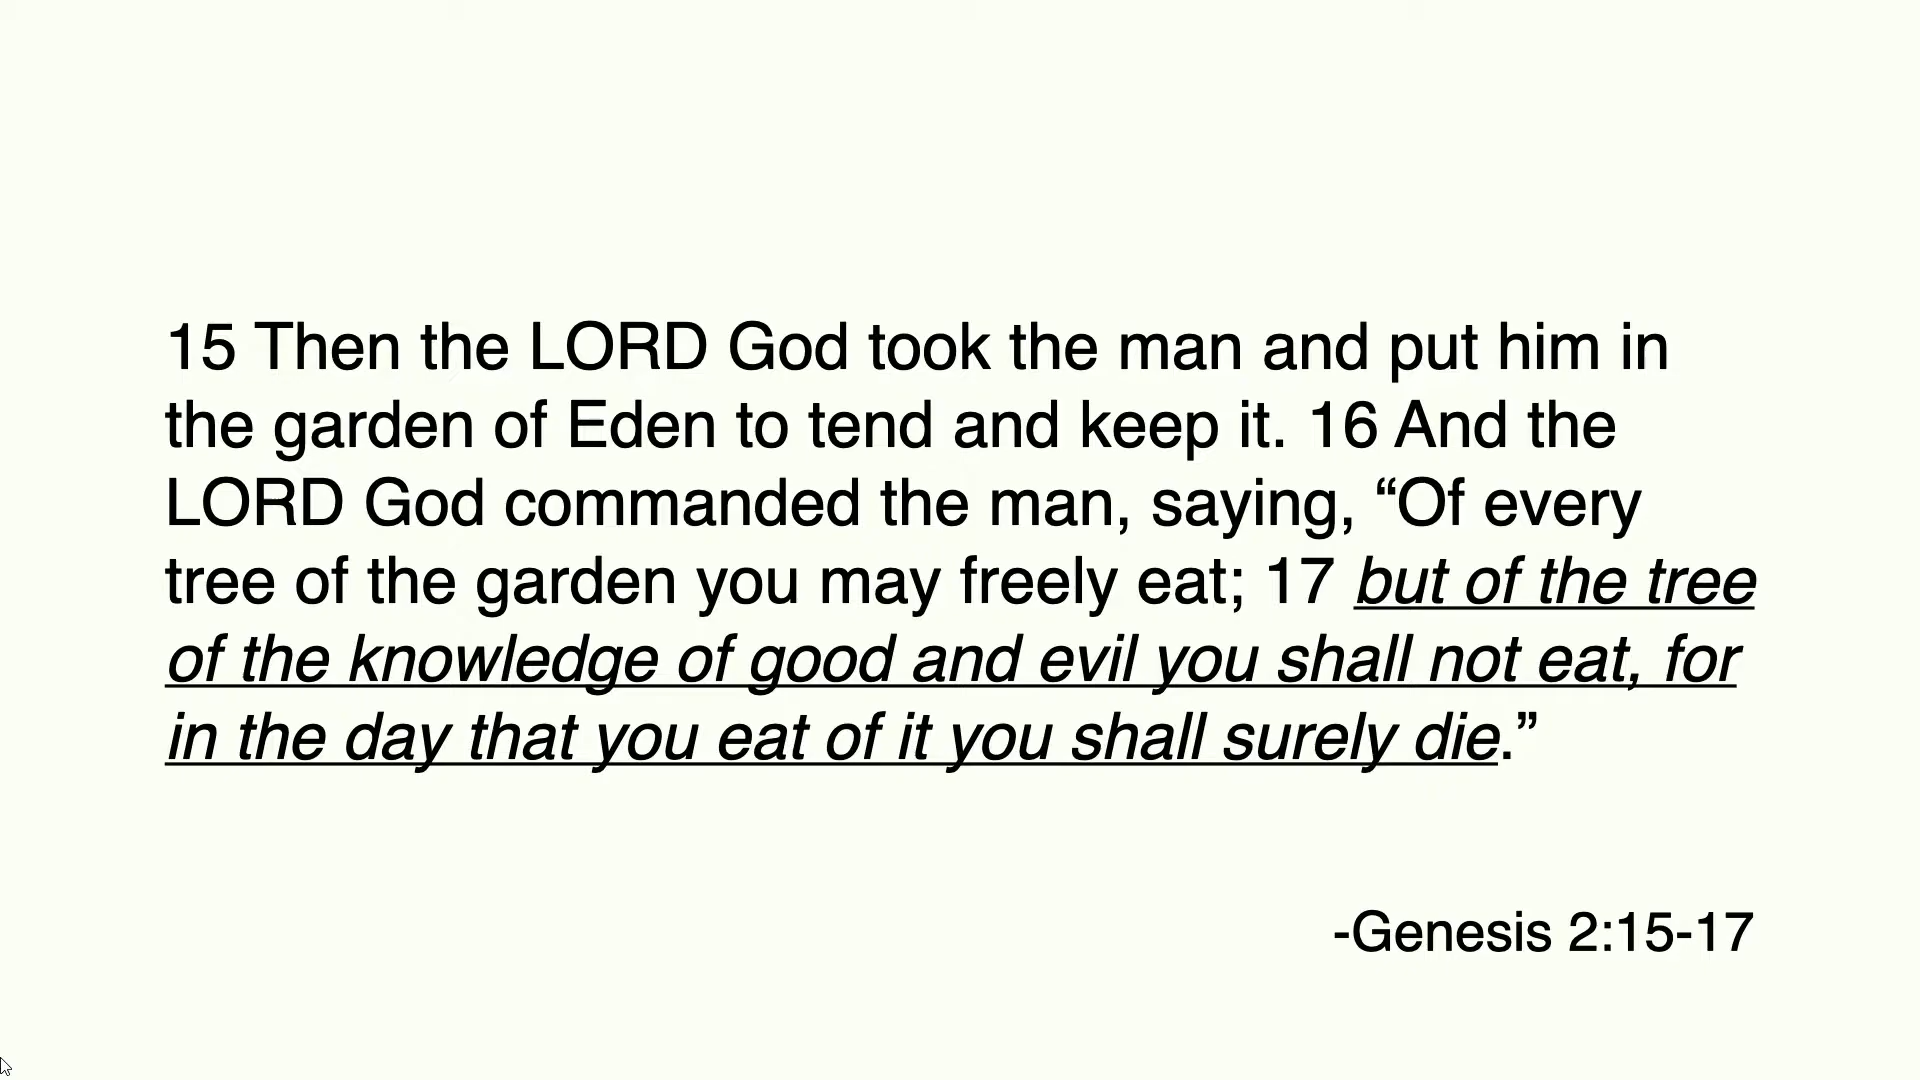 15 Then the LORD God took the man and put him in
the garden of Eden to tend and keep it. 16 And the
LORD God commanded the man, saying, “Of every
tree of the garden you may freely eat; 17 but of the tree
of the knowledge of good and evil you shall not eat, for
in the day that you eat of it you shall surely die.”
-Genesis 2:15-17